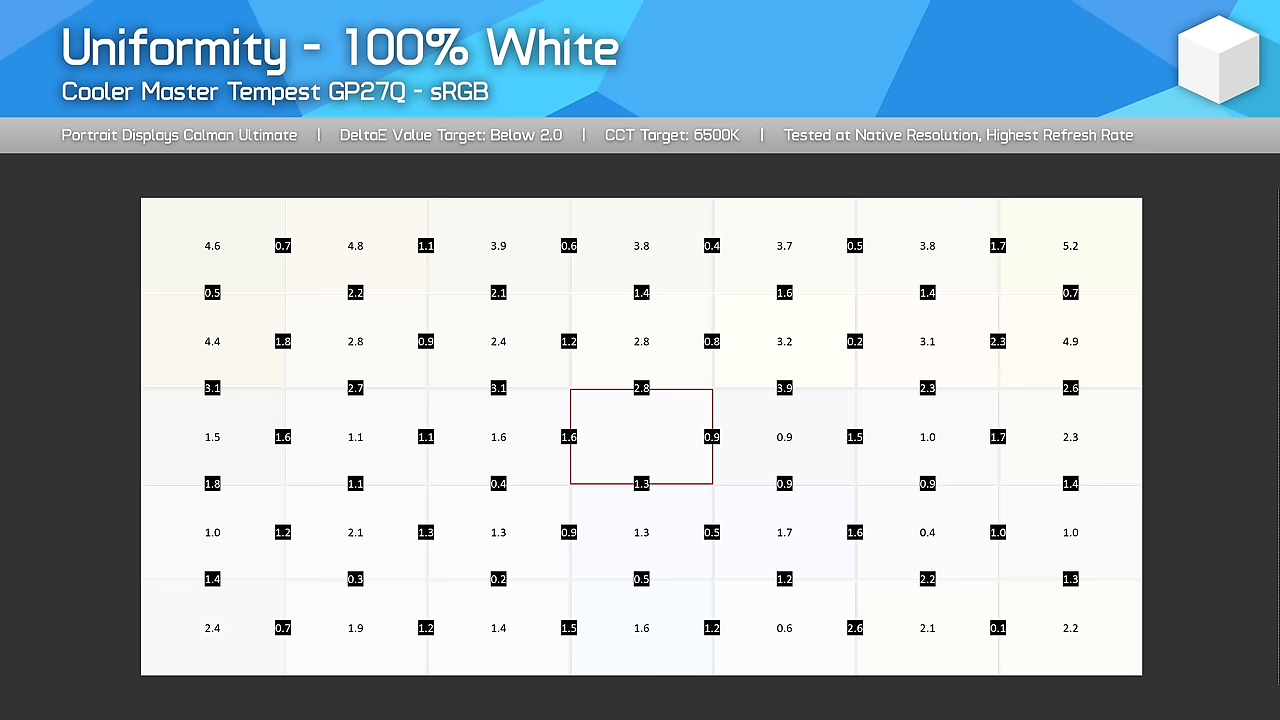 Uniformity - 100% White
Cooler Master Tempest GP27Q - sRGB
Portrait Displays Calman Ultimate | DeltaE Value Target: Below 2.0 | CCT Target: 6500K | Tested at Native Resolution, Highest Refresh Rate
4.6 0.7 4.8 1.1 3.9 0.6 3.8 0.4 3.7 0.5 3.8 1.7 5.2
0.5 2.2 2.1 1.4 1.6 1.4 0.7
4.4 1.8 2.8 0.9 2.4 1.2 2.8 0.8 3.2 0.2 3.1 2.3 4.9
3.1 2.7 3.1 2.8 3.9 2.3 2.6
1.5 1.6 1.1 1.1 1.6 1.6 0.9 0.9 1.5 1.0 1.7 2.3
1.8 1.1 0.4 1.3 0.9 0.9 1.4
1.0 1.2 2.1 1.3 1.3 0.9 1.3 0.5 1.7 1.6 0.4 1.0 1.0
1.4 0.3 0.2 0.5 1.2 2.2 1.3
2.4 0.7 1.9 1.2 1.4 1.5 1.6 1.2 0.6 2.6 2.1 0.1 2.2